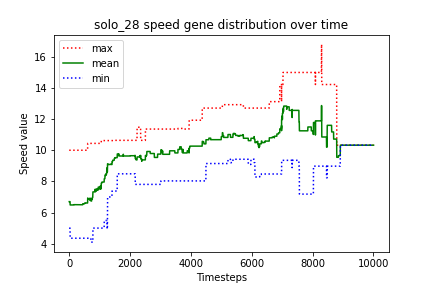 solo_28 speed gene distribution over time
max
mean
min
Speed value
16
14
12
10
8
6
4
0
2000
4000
6000
8000
10000
Timesteps